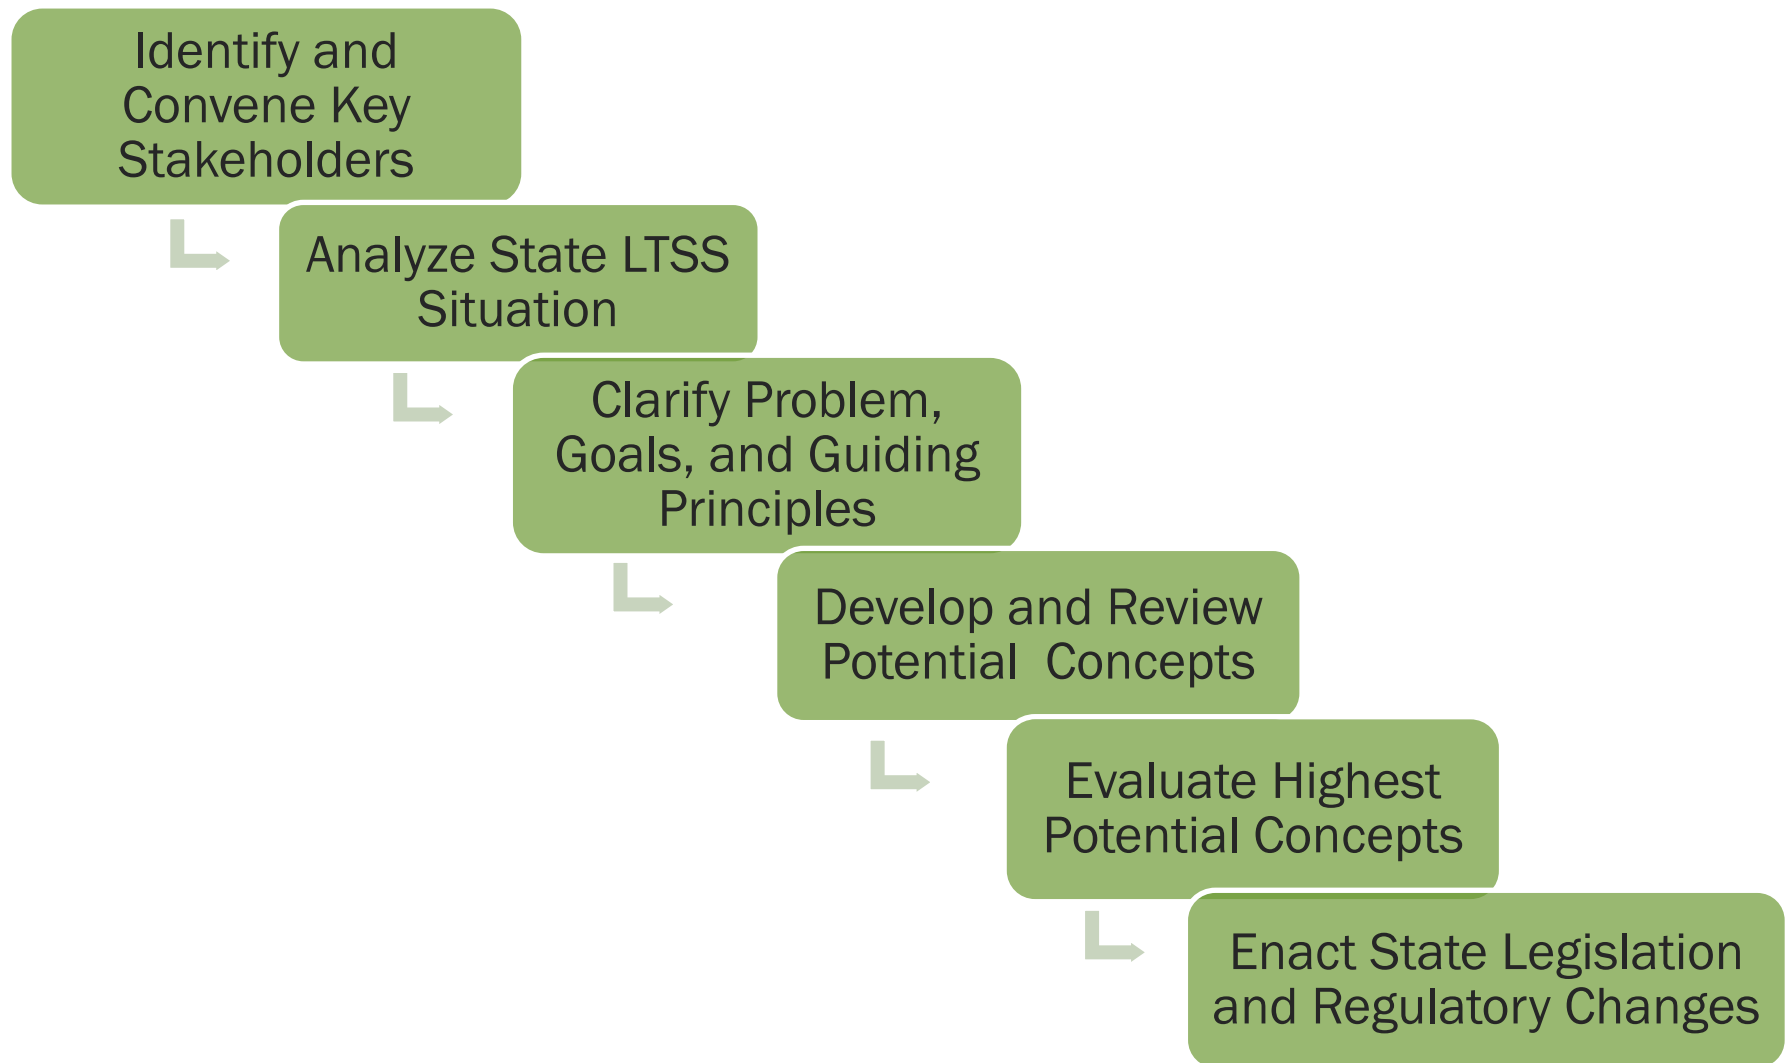 Identify and
Convene Key
Stakeholders
Analyze State LTSS
Situation
Clarify Problem,
Goals, and Guiding
Principles
Develop and Review
Potential  Concepts
Evaluate Highest
Potential Concepts
Enact State Legislation
and Regulatory Changes